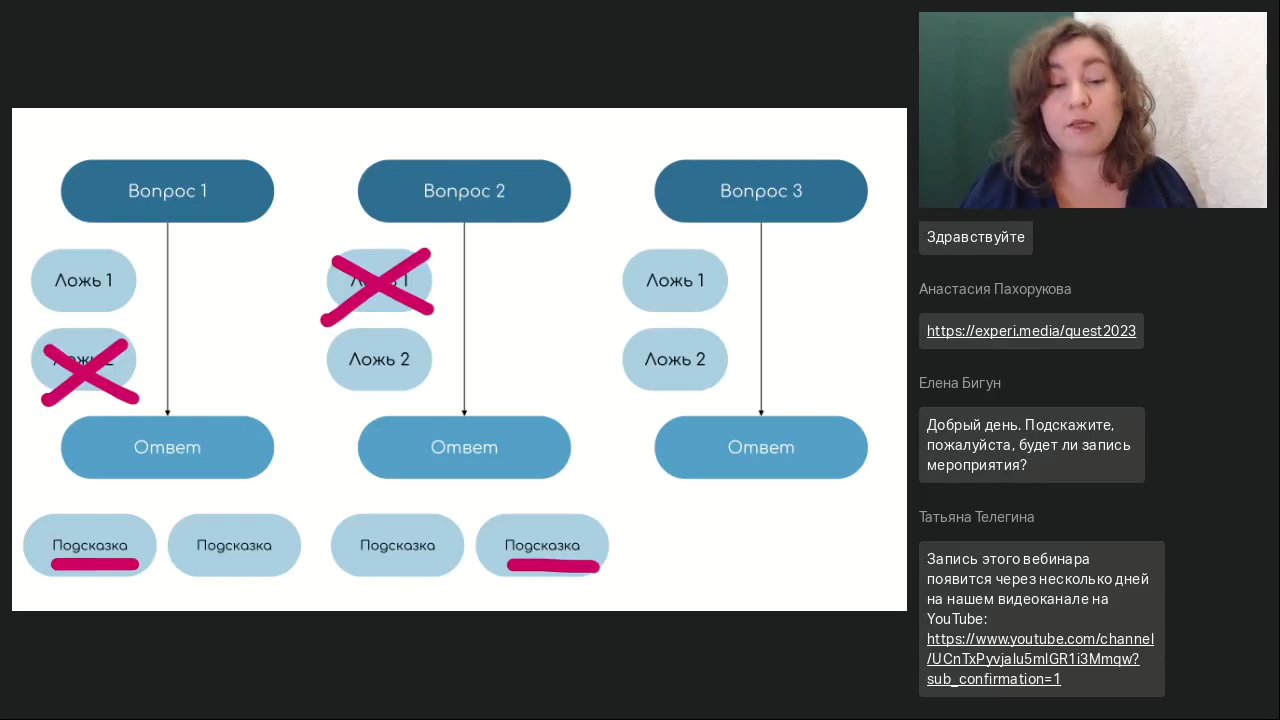 Вопрос 1
Вопрос 2
Вопрос 3
Ложь 1
Ложь 1
Ложь 2
Ложь 2
Ответ
Ответ
Ответ
Подсказка
Подсказка
Подсказка
Подсказка
Здравствуйте
Анастасия Пахорукова
https://experi.media/quest2023
Елена Бигун
Добрый день. Подскажите,
пожалуйста, будет ли запись
мероприятия?
Татьяна Телегина
Запись этого вебинара
появится через несколько дней
на нашем видеоканале на
YouTube:
https://www.youtube.com/channel
/UCnTxPyvjalu5mlGR1i3Mmqw?
sub_confirmation=1